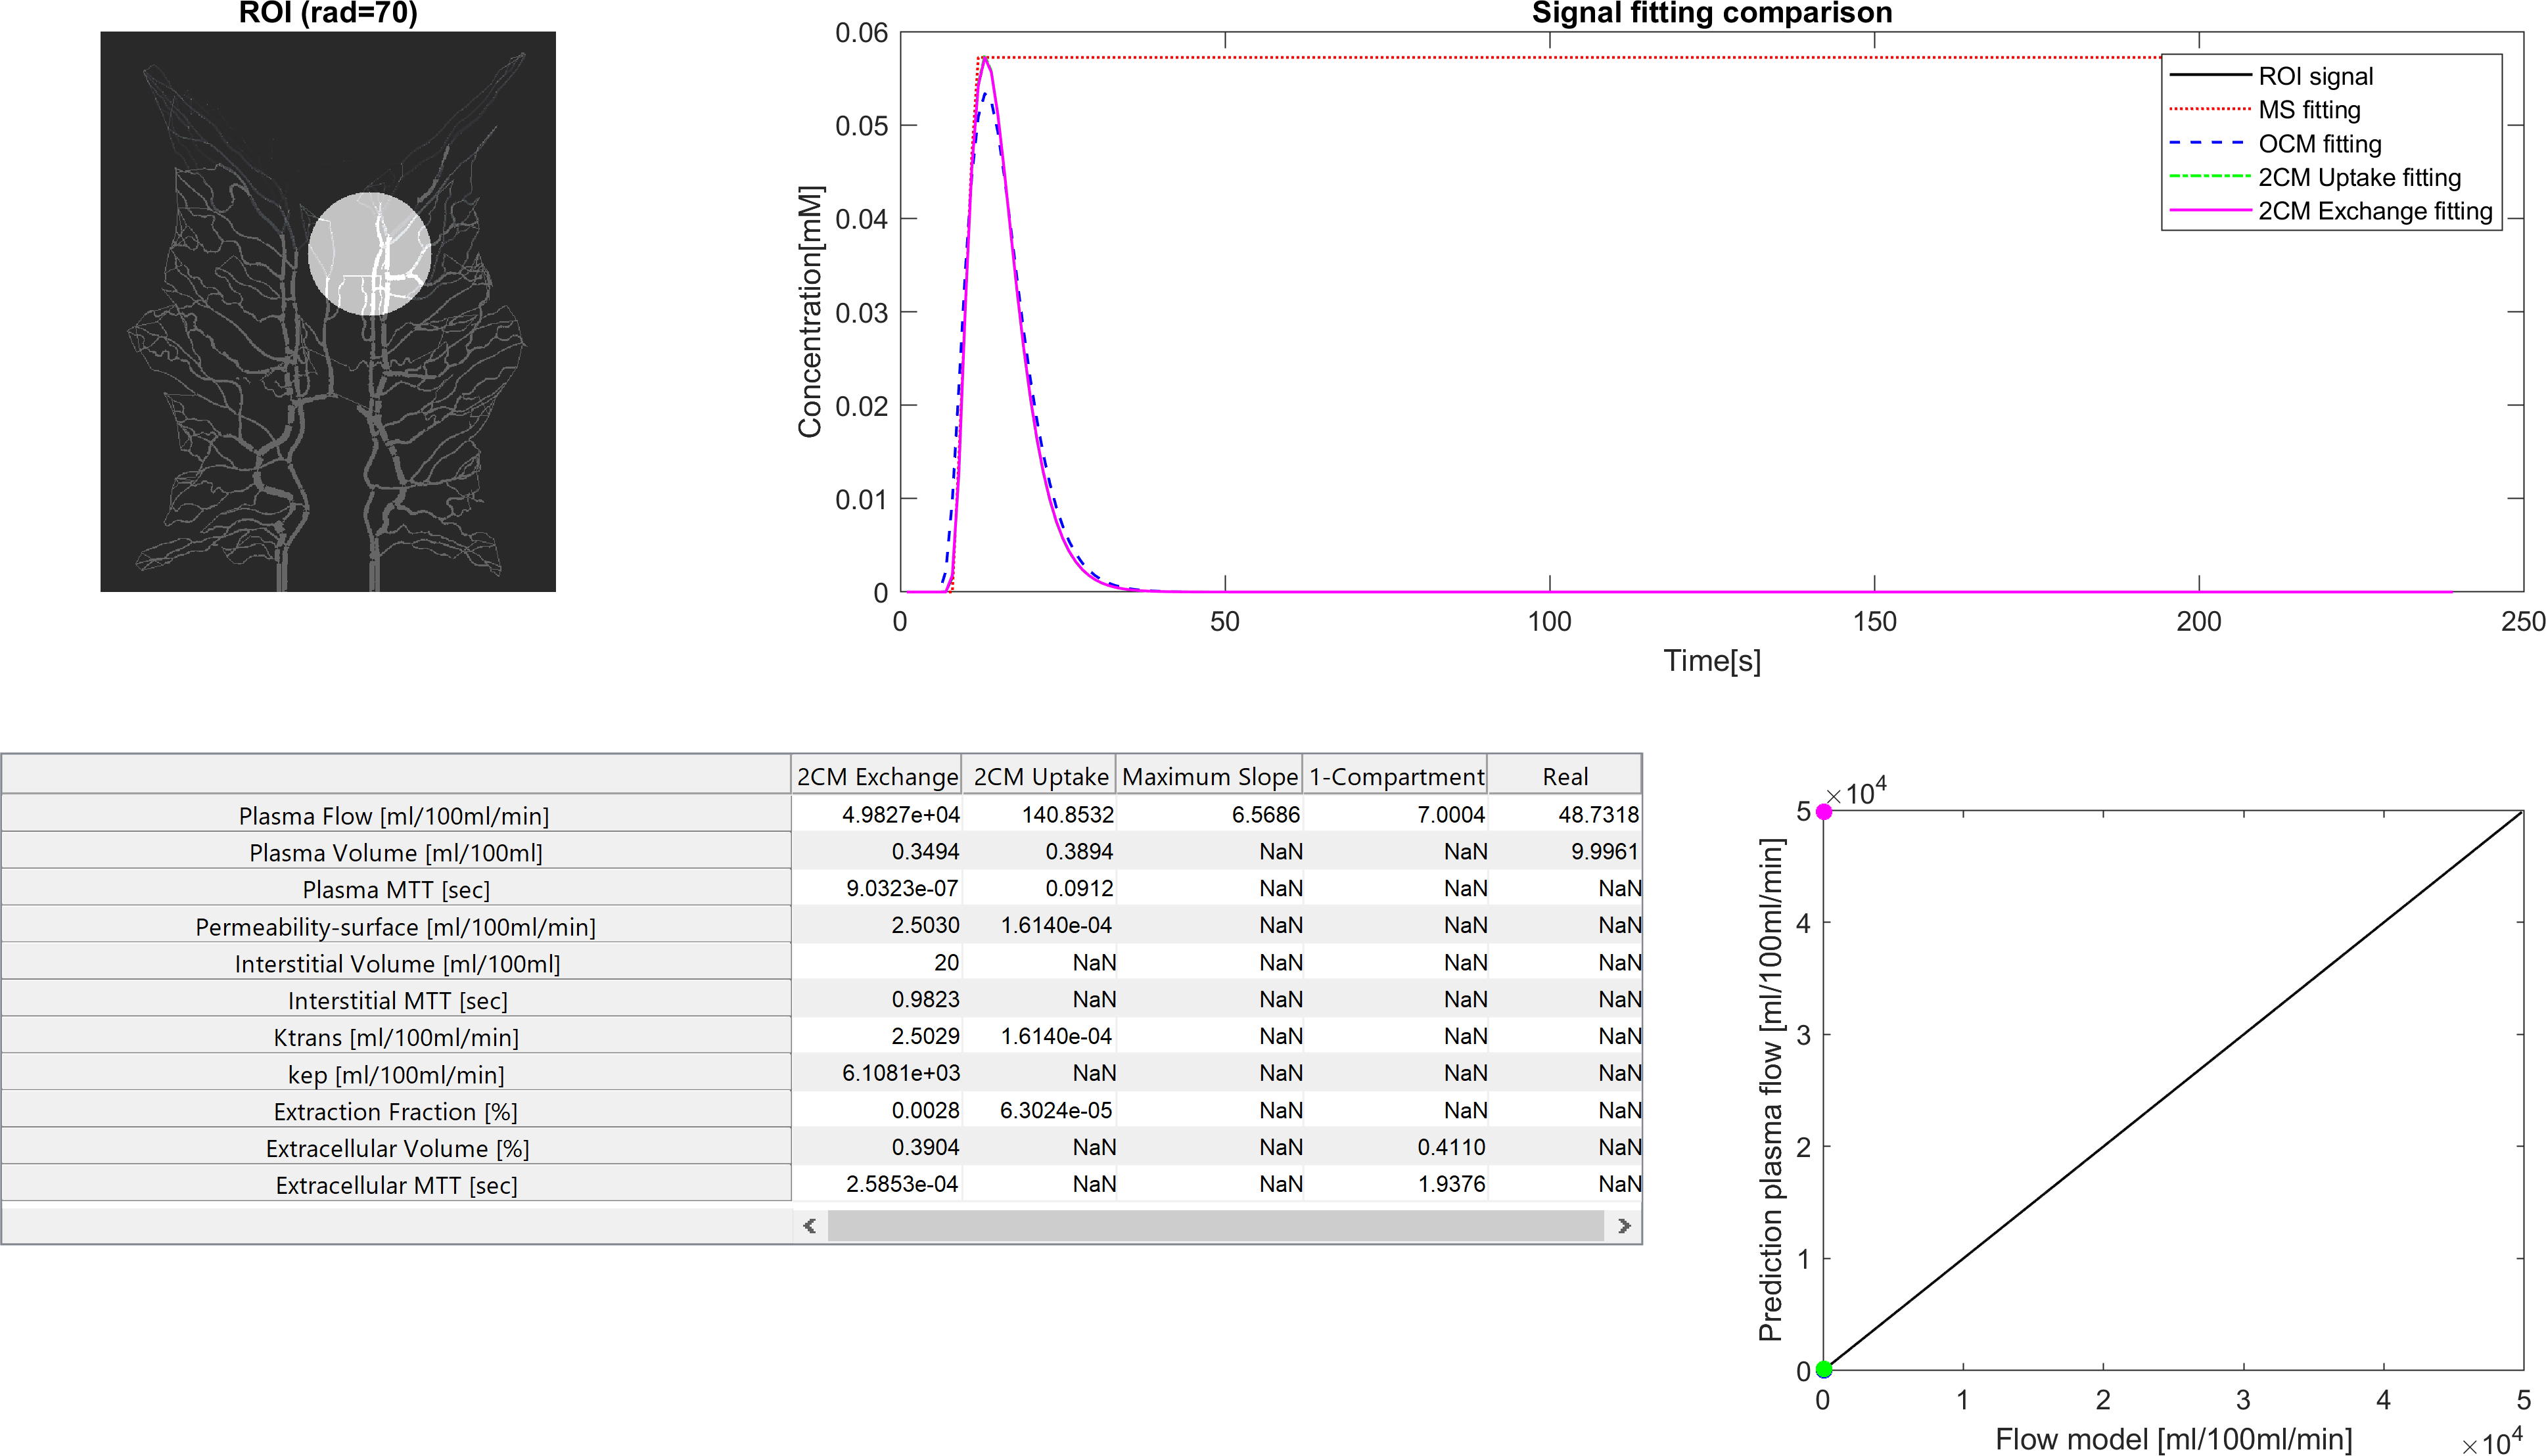 ROI (rad=70)
Signal fitting comparison
0.06
0.05
0.04
0.03
0.02
0.01
0
Concentration[mM]
0 50 100 150 200 250
Time[s]
ROI signal
MS fitting
OCM fitting
2CM Uptake fitting
2CM Exchange fitting
2CM Exchange 2CM Uptake Maximum Slope 1-Compartment Real
Plasma Flow [ml/100ml/min] 4.9827e+04 140.8532 6.5686 7.0004 48.7318
Plasma Volume [ml/100ml] 0.3494 0.3894 NaN NaN 9.9961
Plasma MTT [sec] 9.0323e-07 0.0912 NaN NaN NaN
Permeability-surface [ml/100ml/min] 2.5030 1.6140e-04 NaN NaN NaN
Interstitial Volume [ml/100ml] 20 NaN NaN NaN NaN
Interstitial MTT [sec] 0.9823 NaN NaN NaN NaN
Ktrans [ml/100ml/min] 2.5029 1.6140e-04 NaN NaN NaN
kep [ml/100ml/min] 6.1081e+03 NaN NaN NaN NaN
Extraction Fraction [%] 0.0028 6.3024e-05 NaN NaN NaN
Extracellular Volume [%] 0.3904 NaN NaN 0.4110 NaN
Extracellular MTT [sec] 2.5853e-04 NaN NaN 1.9376 NaN
×10⁴
5
4
3
2
1
0
Prediction plasma flow [ml/100ml/min]
0 1 2 3 4 5
Flow model [ml/100ml/min]
×10⁴